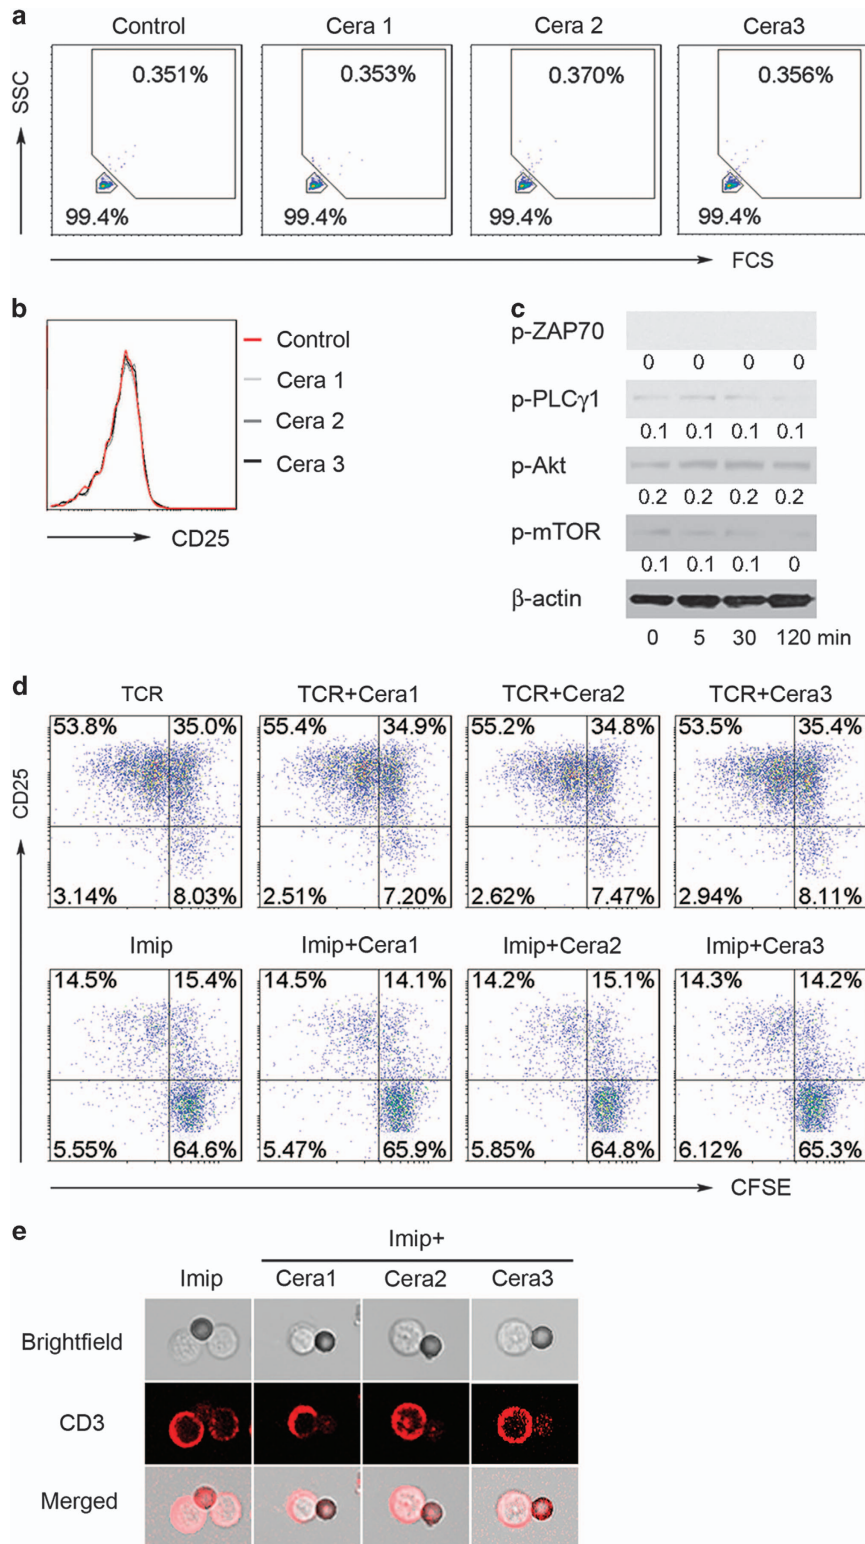 a
Control Cera 1 Cera 2 Cera3
SSC
0.351% 0.353% 0.370% 0.356%
99.4% 99.4% 99.4% 99.4%
FCS
b
Control
Cera 1
Cera 2
Cera 3
CD25
c
p-ZAP70
0 0 0 0
p-PLCγ1
0.1 0.1 0.1 0.1
p-Akt
0.2 0.2 0.2 0.2
p-mTOR
0.1 0.1 0.1 0
β-actin
0 5 30 120 min
d
TCR TCR+Cera1 TCR+Cera2 TCR+Cera3
CD25
53.8% 35.0% 55.4% 34.9% 55.2% 34.8% 53.5% 35.4%
3.14% 8.03% 2.51% 7.20% 2.62% 7.47% 2.94% 8.11%
Imip Imip+Cera1 Imip+Cera2 Imip+Cera3
14.5% 15.4% 14.5% 14.1% 14.2% 15.1% 14.3% 14.2%
5.55% 64.6% 5.47% 65.9% 5.85% 64.8% 6.12% 65.3%
CFSE
e
Imip+
Imip Cera1 Cera2 Cera3
Brightfield
CD3
Merged